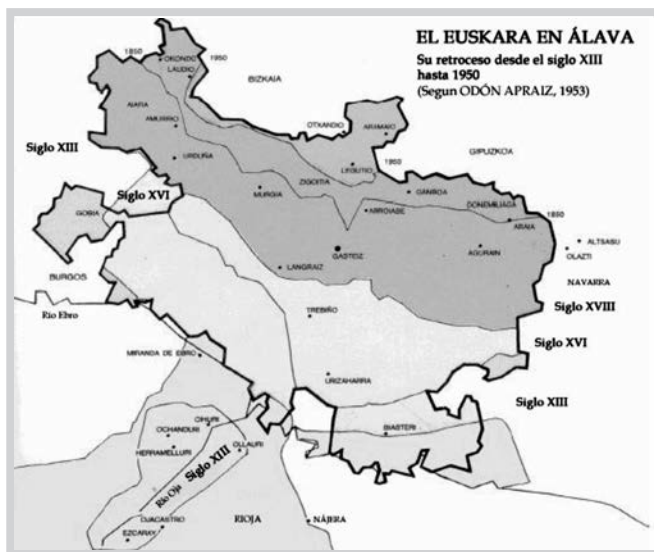 EL EUSKARA EN ÁLAVA
Su retroceso desde el siglo XIII
hasta 1950
(Segun ODÓN APRAIZ, 1953)
1850
1950
OKONDO
LAUDIO
BIZKAIA
AIARA
AMURRIO
OTXANDIO
ARAMAIO
Siglo XIII
URDUÑA
LEGUTIO
1950
GIPUZKOA
ZIGOITIA
Siglo XVI
MURGIA
GANBOA
GOBIA
ARROIABE
DONEMILIAGA
ARAIA
1850
GASTEIZ
AGURAIN
ALTSASU
OLAZTI
BURGOS
LANGRAIZ
NAVARRA
Río Ebro
TREBIÑO
Siglo XVIII
Siglo XVI
MIRANDA DE EBRO
URIZAHARRA
Siglo XIII
CIHURI
OCHANDURI
BIASTERI
OLLAURI
HERRAMELLURI
Siglo XIII
Río Oja
OJACASTRO
RIOJA
NÁJERA
EZCARAY